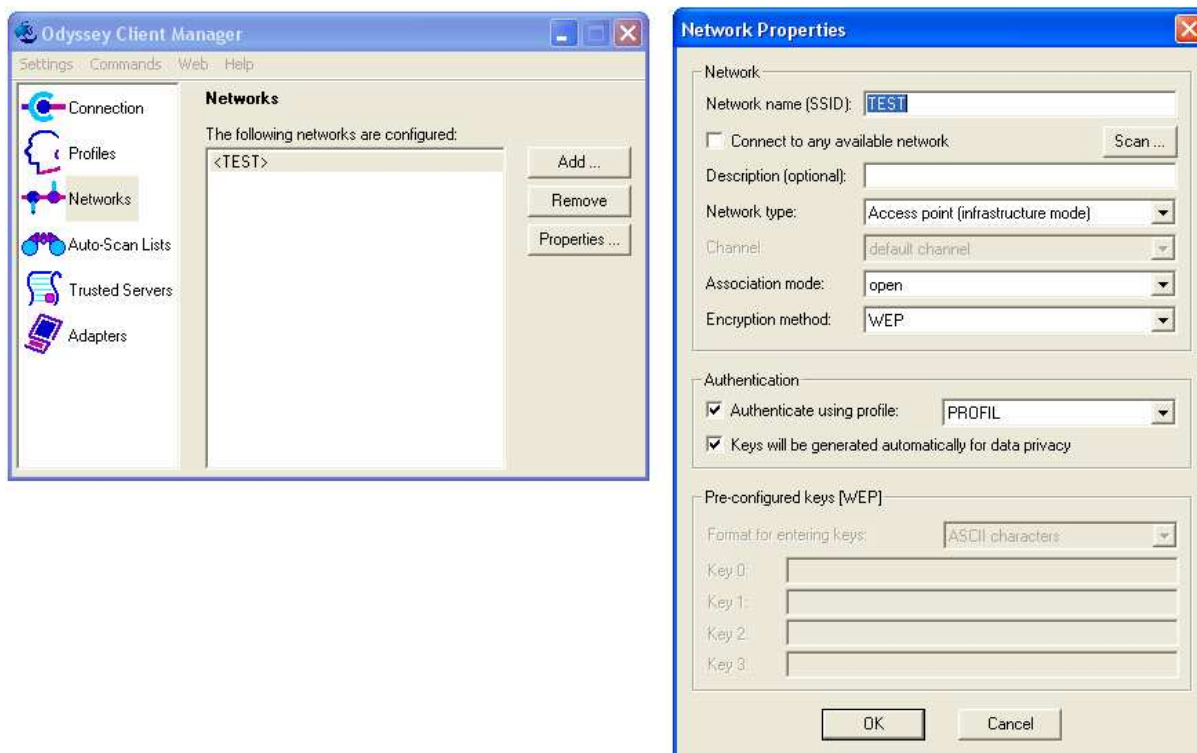 Odyssey Client Manager
Settings Commands Web Help
Connection
Profiles
Networks
Auto-Scan Lists
Trusted Servers
Adapters
Networks
The following networks are configured:
<TEST>
Add ...
Remove
Properties ...
Network Properties
Network
Network name (SSID): TEST
Connect to any available network Scan ...
Description (optional):
Network type: Access point (infrastructure mode)
Channel: default channel
Association mode: open
Encryption method: WEP
Authentication
Authenticate using profile: PROFIL
Keys will be generated automatically for data privacy
Pre-configured keys [WEP]
Format for entering keys: ASCII characters
Key 0:
Key 1:
Key 2:
Key 3:
OK Cancel